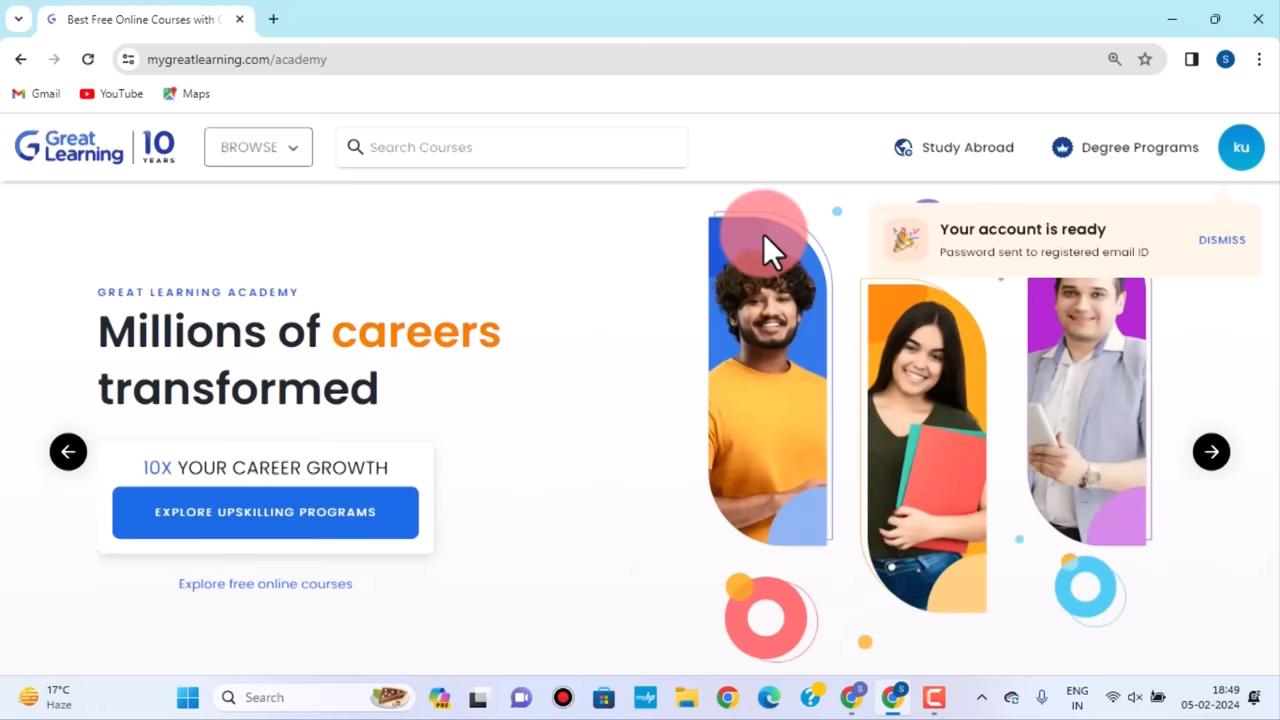 Best Free Online Courses with
mygreatlearning.com/academy
S
Gmail
YouTube
Maps
Great
Learning
10
YEARS
BROWSE
Search Courses
Study Abroad
Degree Programs
ku
Your account is ready
Password sent to registered email ID
DISMISS
GREAT LEARNING ACADEMY
Millions of careers
transformed
10X YOUR CAREER GROWTH
EXPLORE UPSKILLING PROGRAMS
Explore free online courses
17°C
Haze
Search
PRE
myhp
S
S
ENG
IN
18:49
05-02-2024